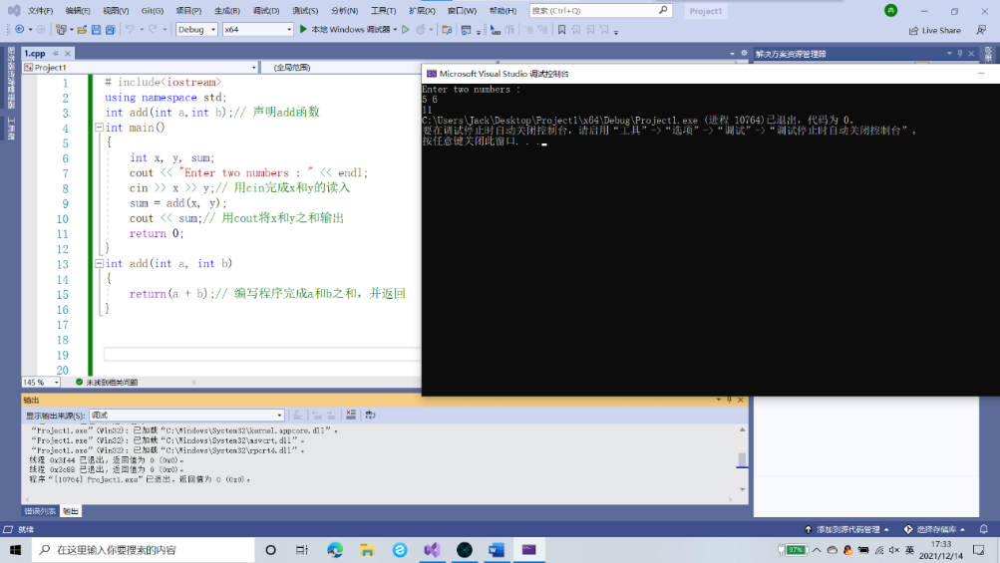 文件(F) 编辑(E) 视图(V) Git(G) 项目(P) 生成(B) 调试(D) 测试(S) 分析(N) 工具(T) 扩展(X) 窗口(W) 帮助(H) 搜索 (Ctrl+Q) Project1
Debug x64 本地 Windows 调试器 Live Share
1.cpp 解决方案资源管理器
Project1 (全局范围)
1 # include<iostream>
2 using namespace std;
3 int add(int a,int b);// 声明add函数
4 int main()
5 {
6 int x, y, sum;
7 cout << "Enter two numbers : " << endl;
8 cin >> x >> y;// 用cin完成x和y的读入
9 sum = add(x, y);
10 cout << sum;// 用cout将x和y之和输出
11 return 0;
12 }
13 int add(int a, int b)
14 {
15 return(a + b);// 编写程序完成a和b之和，并返回
16 }
17
18
19
20
145 % 未找到相关问题
Microsoft Visual Studio 调试控制台
Enter two numbers :
5 6
11
C:\Users\Jack\Desktop\Project1\x64\Debug\Project1.exe (进程 10764)已退出，代码为 0。
要在调试停止时自动关闭控制台，请启用“工具”->“选项”->“调试”->“调试停止时自动关闭控制台”。
按任意键关闭此窗口. . .
输出
显示输出来源(S): 调试
“Project1.exe”(Win32): 已加载“C:\Windows\System32\kernel.appcore.dll”。
“Project1.exe”(Win32): 已加载“C:\Windows\System32\msvcrt.dll”。
“Project1.exe”(Win32): 已加载“C:\Windows\System32\rpcrt4.dll”。
线程 0x3f44 已退出，返回值为 0 (0x0)。
线程 0x3c88 已退出，返回值为 0 (0x0)。
程序“[10764] Project1.exe”已退出，返回值为 0 (0x0)。
错误列表 输出
就绪 添加到源代码管理 选择存储库
在这里输入你要搜索的内容 97% 英 17:33
2021/12/14